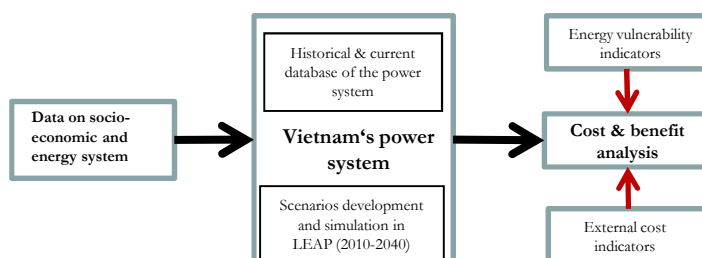 Data on socio-
economic and
energy system
Historical & current
database of the power
system
Vietnam‘s power
system
Scenarios development
and simulation in
LEAP (2010-2040)
Energy vulnerability
indicators
Cost & benefit
analysis
External cost
indicators